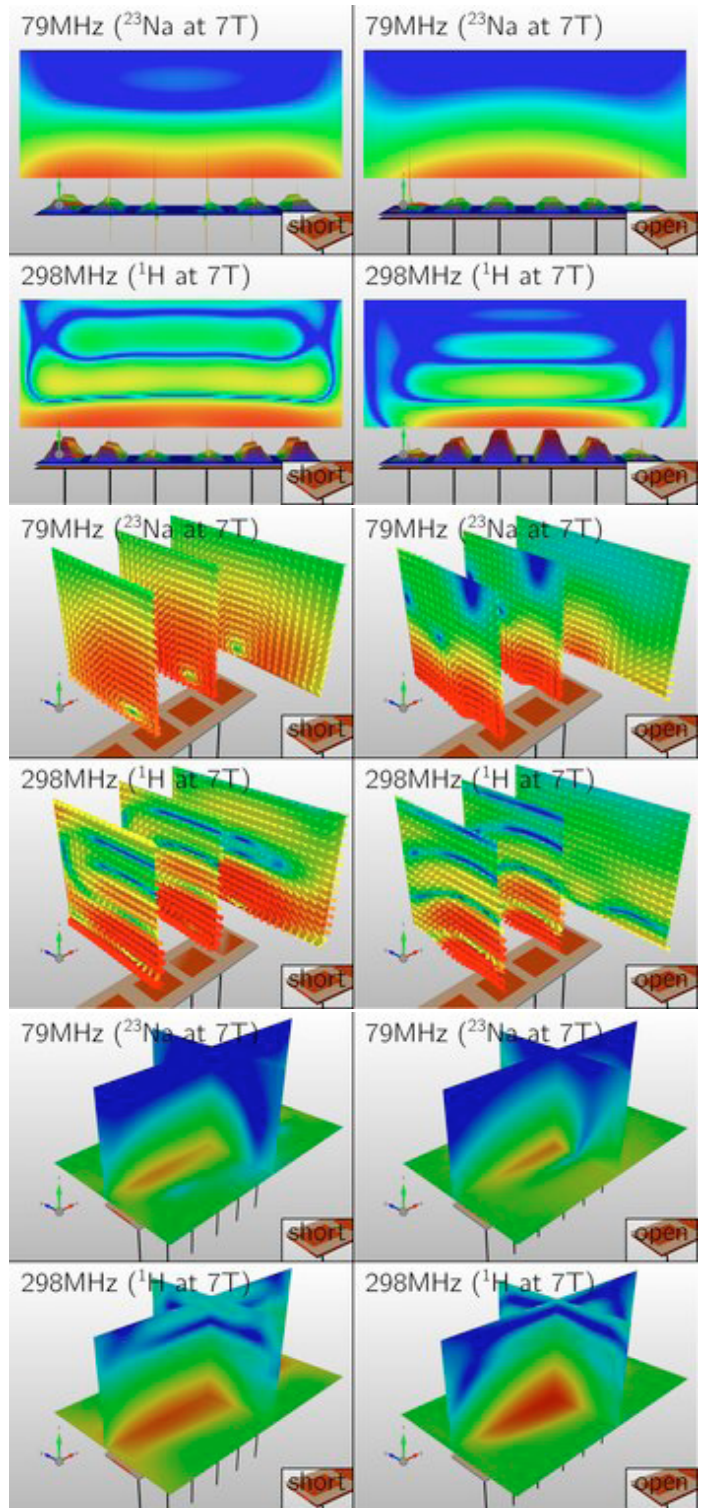 79MHz (²³Na at 7T) 79MHz (²³Na at 7T)
short open
298MHz (¹H at 7T) 298MHz (¹H at 7T)
short open
79MHz (²³Na at 7T) 79MHz (²³Na at 7T)
short open
298MHz (¹H at 7T) 298MHz (¹H at 7T)
short open
79MHz (²³Na at 7T) 79MHz (²³Na at 7T)
short open
298MHz (¹H at 7T) 298MHz (¹H at 7T)
short open